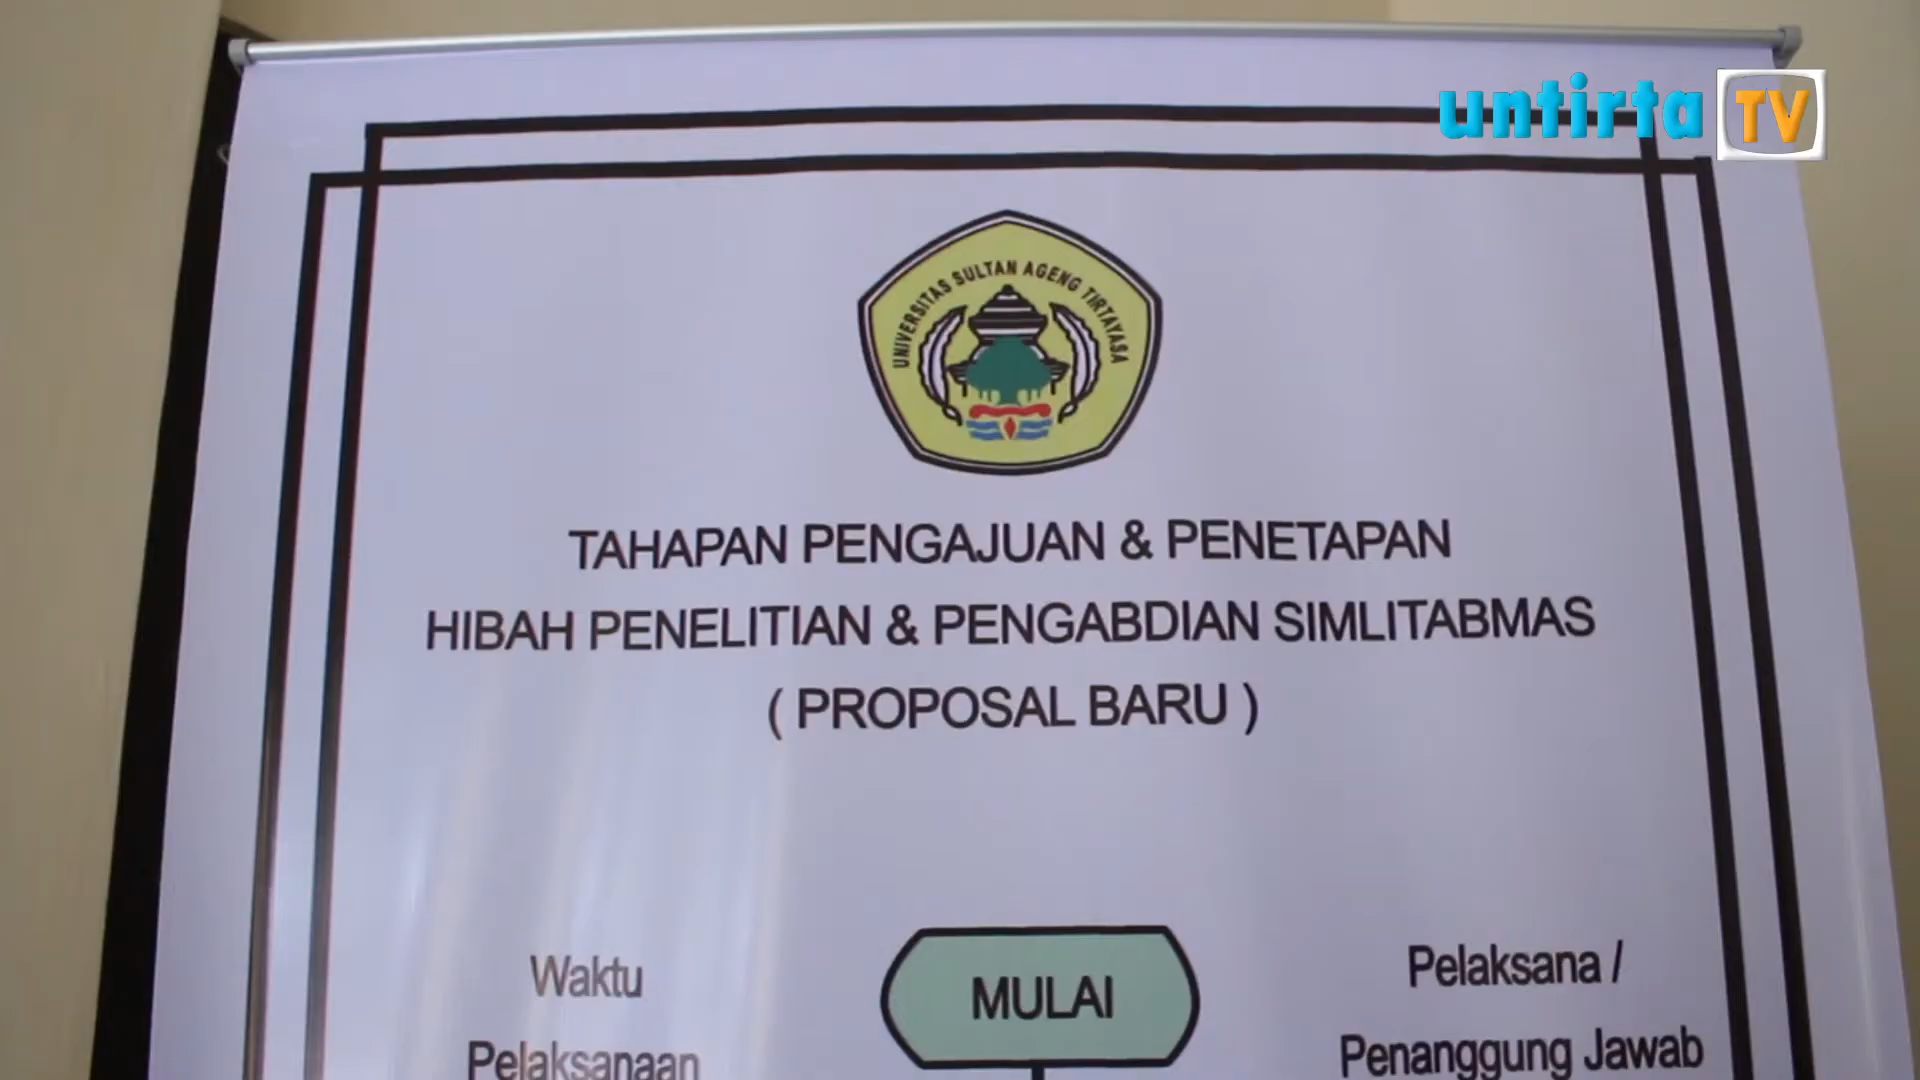 untirta TV
UNIVERSITAS SULTAN AGENG TIRTAYASA
TAHAPAN PENGAJUAN & PENETAPAN
HIBAH PENELITIAN & PENGABDIAN SIMLITABMAS
( PROPOSAL BARU )
Waktu
Pelaksanaan
MULAI
Pelaksana /
Penanggung Jawab